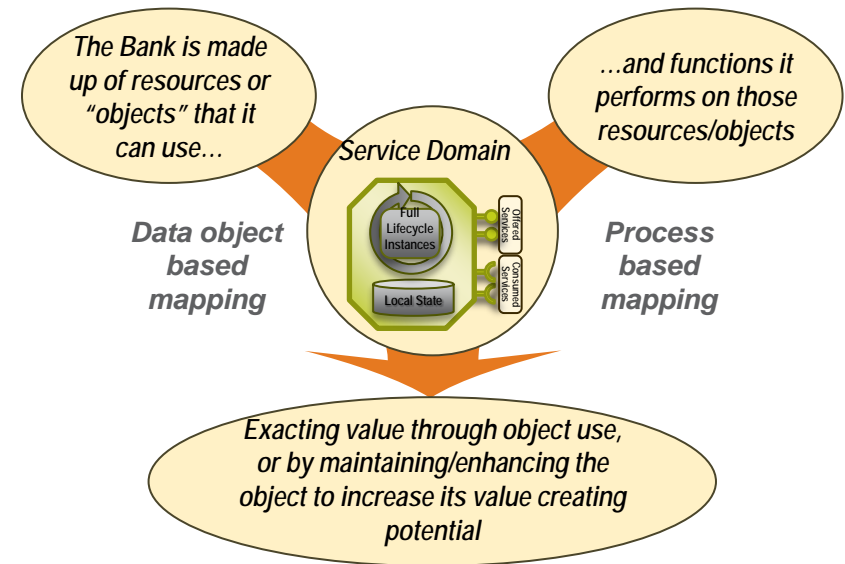 The Bank is made
up of resources or
“objects” that it
can use…
…and functions it
performs on those
resources/objects
Service Domain
Full
Lifecycle
Instances
Local State
Offered
Services
Consumed
Services
Data object
based
mapping
Process
based
mapping
Exacting value through object use,
or by maintaining/enhancing the
object to increase its value creating
potential